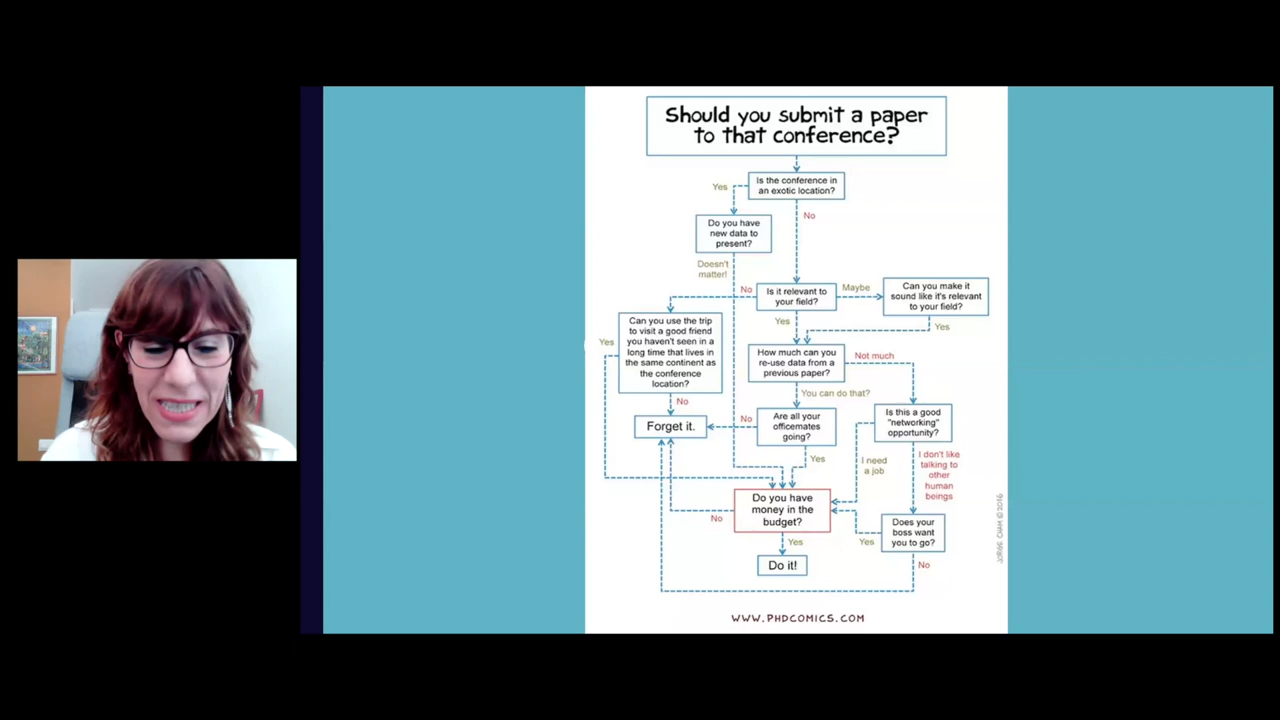 Should you submit a paper
to that conference?
Is the conference in
an exotic location?
Yes
No
Do you have
new data to
present?
Doesn't
matter!
Is it relevant to
your field?
No
Maybe
Yes
Can you make it
sound like it's relevant
to your field?
Yes
Can you use the trip
to visit a good friend
you haven't seen in a
long time that lives in
the same continent as
the conference
location?
Yes
No
How much can you
re-use data from a
previous paper?
Not much
You can do that?
Forget it.
No
Are all your
officemates
going?
Yes
Is this a good
"networking"
opportunity?
I need
a job
I don't like
talking to
other
human
beings
Do you have
money in the
budget?
No
Yes
Does your
boss want
you to go?
Yes
No
Do it!
JORGE CHAM ©2016
WWW.PHDCOMICS.COM